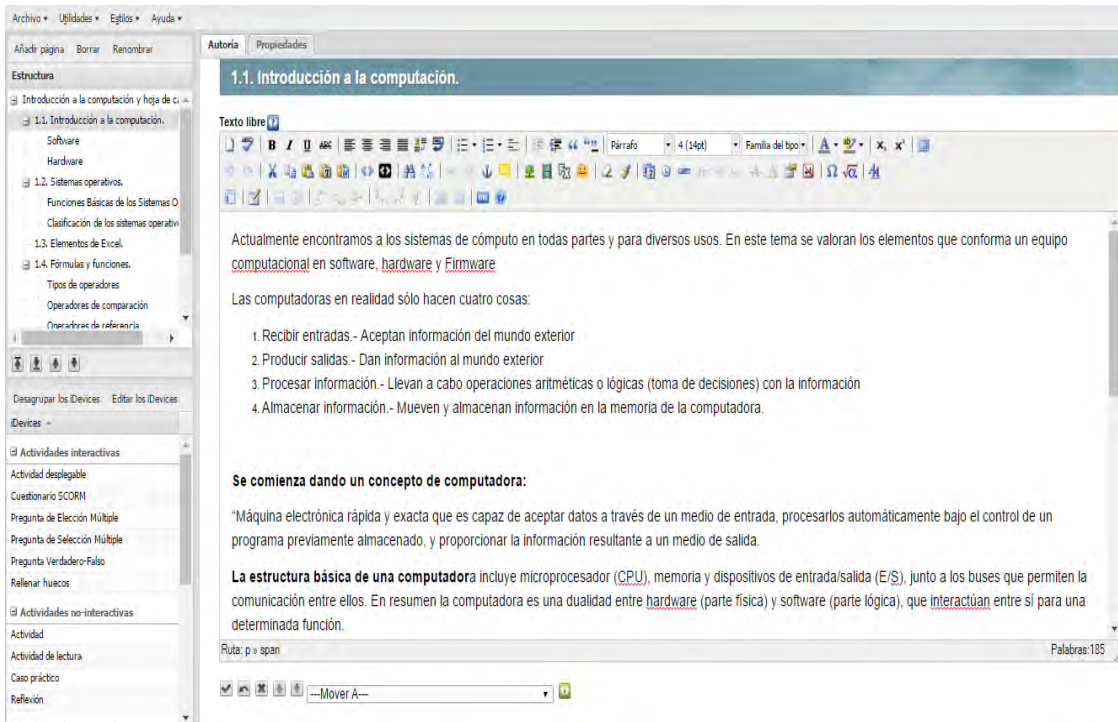 Archivo Utilidades Estilos Ayuda
Añadir página Borrar Renombrar
Estructura
Introducción a la computación y hoja de c
1.1. Introducción a la computación.
Software
Hardware
1.2. Sistemas operativos.
Funciones Básicas de los Sistemas O
Clasificación de los sistemas operativ
1.3. Elementos de Excel.
1.4. Fórmulas y funciones.
Tipos de operadores
Operadores de comparación
Operadores de referencia
Desagrupar los iDevices Editar los iDevices
iDevices
Actividades interactivas
Actividad desplegable
Cuestionario SCORM
Pregunta de Elección Múltiple
Pregunta de Selección Múltiple
Pregunta Verdadero-Falso
Rellenar huecos
Actividades no-interactivas
Actividad
Actividad de lectura
Caso práctico
Reflexión
Autoría Propiedades
1.1. Introducción a la computación.
Texto libre
Párrafo 4 (14pt) Familia del tipo
Actualmente encontramos a los sistemas de cómputo en todas partes y para diversos usos. En este tema se valoran los elementos que conforma un equipo
computacional en software, hardware y Firmware
Las computadoras en realidad sólo hacen cuatro cosas:
1. Recibir entradas.- Aceptan información del mundo exterior
2. Producir salidas.- Dan información al mundo exterior
3. Procesar información.- Llevan a cabo operaciones aritméticas o lógicas (toma de decisiones) con la información
4. Almacenar información.- Mueven y almacenan información en la memoria de la computadora.
Se comienza dando un concepto de computadora:
“Máquina electrónica rápida y exacta que es capaz de aceptar datos a través de un medio de entrada, procesarlos automáticamente bajo el control de un
programa previamente almacenado, y proporcionar la información resultante a un medio de salida.
La estructura básica de una computadora incluye microprocesador (CPU), memoria y dispositivos de entrada/salida (E/S), junto a los buses que permiten la
comunicación entre ellos. En resumen la computadora es una dualidad entre hardware (parte física) y software (parte lógica), que interactúan entre sí para una
determinada función.
Ruta: p » span Palabras:185
---Mover A---